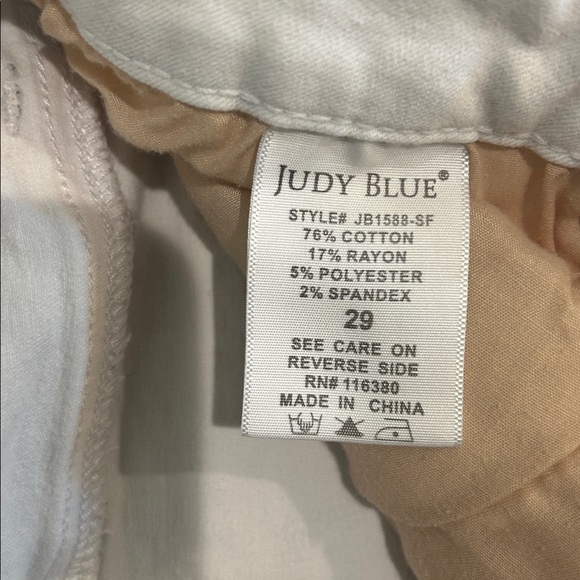 JUDY BLUE®
STYLE# JB1588-SF
76% COTTON
17% RAYON
5% POLYESTER
2% SPANDEX
29
SEE CARE ON
REVERSE SIDE
RN# 116380
MADE IN CHINA